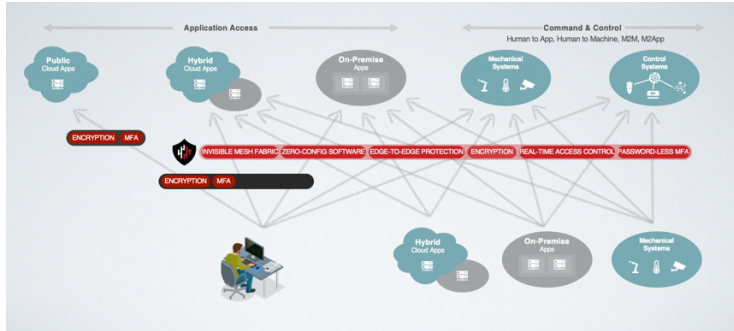 Application Access
Command & Control
Human to App, Human to Machine, M2M, M2App
Public
Cloud Apps
Hybrid
Cloud Apps
On-Premise
Apps
Mechanical
Systems
Control
Systems
ENCRYPTION MFA
INVISIBLE MESH FABRIC ZERO-CONFIG SOFTWARE EDGE-TO-EDGE PROTECTION ENCRYPTION REAL-TIME ACCESS CONTROL PASSWORD-LESS MFA
ENCRYPTION MFA
Hybrid
Cloud Apps
On-Premise
Apps
Mechanical
Systems